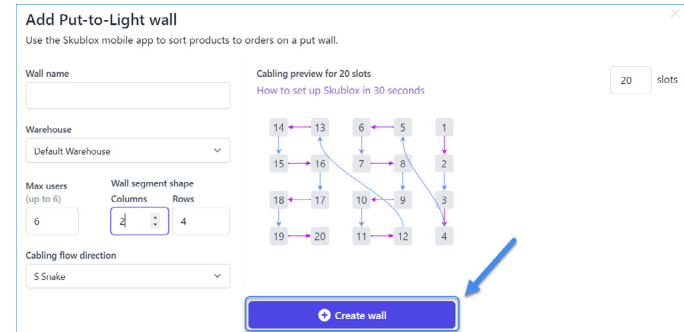 Add Put-to-Light wall
Use the Skublox mobile app to sort products to orders on a put wall.
Wall name
Warehouse
Default Warehouse
Max users
(up to 6)
Wall segment shape
Columns Rows
6 2 4
Cabling flow direction
S Snake
Cabling preview for 20 slots
How to set up Skublox in 30 seconds
20 slots
14 13 6 5 1
15 16 7 8 2
18 17 10 9 3
19 20 11 12 4
Create wall